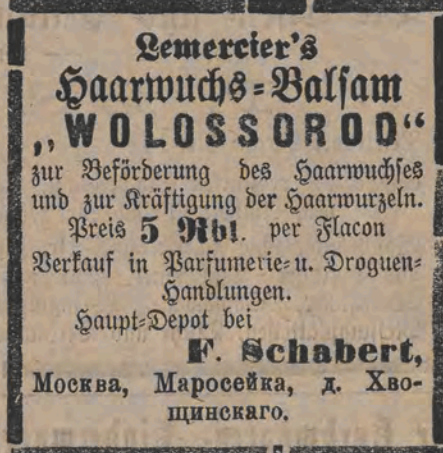 Lemercier's
Haarwuchs-Balsam
„WOLOSSOROD“
zur Beförderung des Haarwuchses
und zur Kräftigung der Haarwurzeln.
Preis 5 Rbl. per Flacon
Verkauf in Parfumerie- u. Droguen-
Handlungen.
Haupt-Depot bei
F. Schabert,
Москва, Маросейка, д. Хво-
щинскаго.